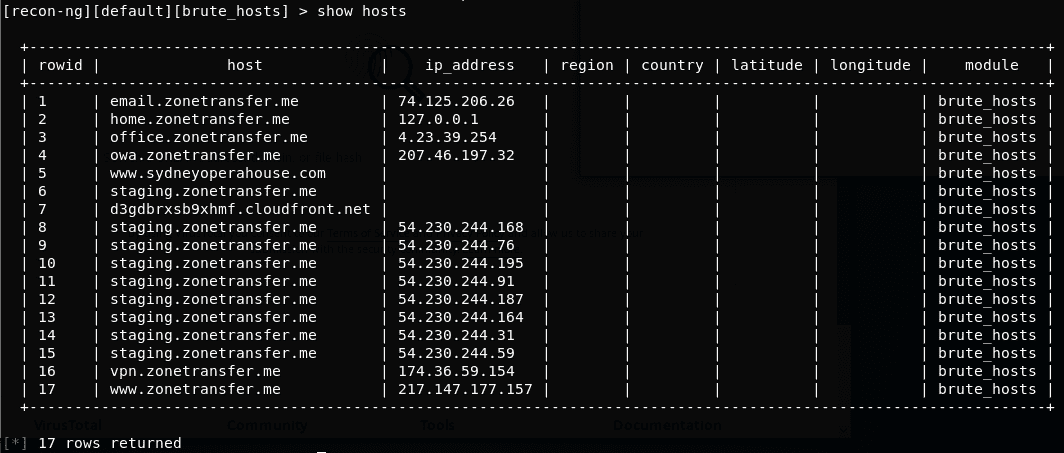 [recon-ng][default][brute_hosts] > show hosts
+---------------------------------------------------------------------------------------------------------------+
| rowid | host | ip_address | region | country | latitude | longitude | module |
+---------------------------------------------------------------------------------------------------------------+
| 1 | email.zonetransfer.me | 74.125.206.26 | | | | | brute_hosts |
| 2 | home.zonetransfer.me | 127.0.0.1 | | | | | brute_hosts |
| 3 | office.zonetransfer.me | 4.23.39.254 | | | | | brute_hosts |
| 4 | owa.zonetransfer.me | 207.46.197.32 | | | | | brute_hosts |
| 5 | www.sydneyoperahouse.com | | | | | | brute_hosts |
| 6 | staging.zonetransfer.me | | | | | | brute_hosts |
| 7 | d3gdbrxsb9xhmf.cloudfront.net | | | | | | brute_hosts |
| 8 | staging.zonetransfer.me | 54.230.244.168 | | | | | brute_hosts |
| 9 | staging.zonetransfer.me | 54.230.244.76 | | | | | brute_hosts |
| 10 | staging.zonetransfer.me | 54.230.244.195 | | | | | brute_hosts |
| 11 | staging.zonetransfer.me | 54.230.244.91 | | | | | brute_hosts |
| 12 | staging.zonetransfer.me | 54.230.244.187 | | | | | brute_hosts |
| 13 | staging.zonetransfer.me | 54.230.244.164 | | | | | brute_hosts |
| 14 | staging.zonetransfer.me | 54.230.244.31 | | | | | brute_hosts |
| 15 | staging.zonetransfer.me | 54.230.244.59 | | | | | brute_hosts |
| 16 | vpn.zonetransfer.me | 174.36.59.154 | | | | | brute_hosts |
| 17 | www.zonetransfer.me | 217.147.177.157 | | | | | brute_hosts |
+---------------------------------------------------------------------------------------------------------------+
VirusTotal Community Tools Documentation
[*] 17 rows returned